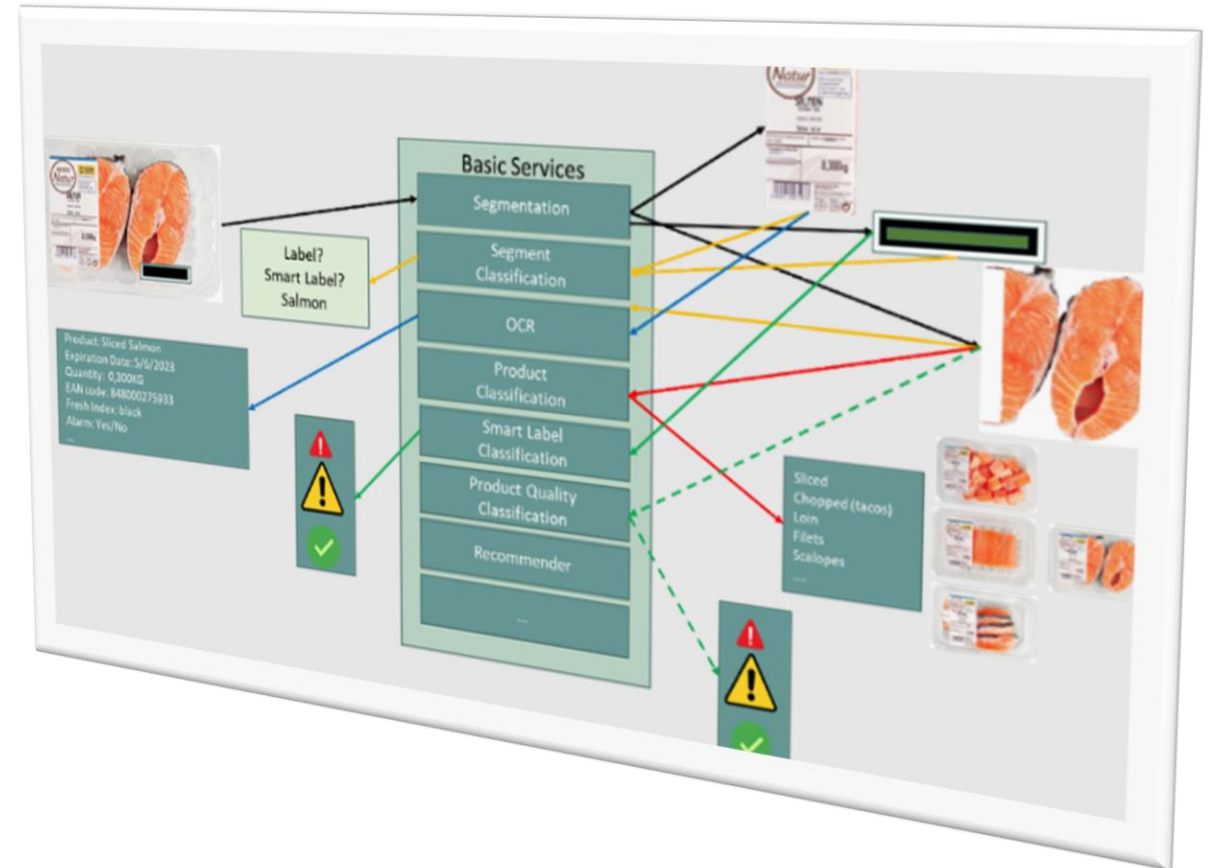 Basic Services
Segmentation
Segment
Classification
OCR
Product
Classification
Smart Label
Classification
Product Quality
Classification
Recommender
...
Label?
Smart Label?
Salmon
Product: Sliced Salmon
Expiration Date: 5/6/2023
Quantity: 0,300KG
EAN code: 848000275933
Fresh Index: black
Alarm: Yes/No
...
Natur
0,300kg
Natur
Sliced
Chopped (tacos)
Loin
Filets
Scalopes
....